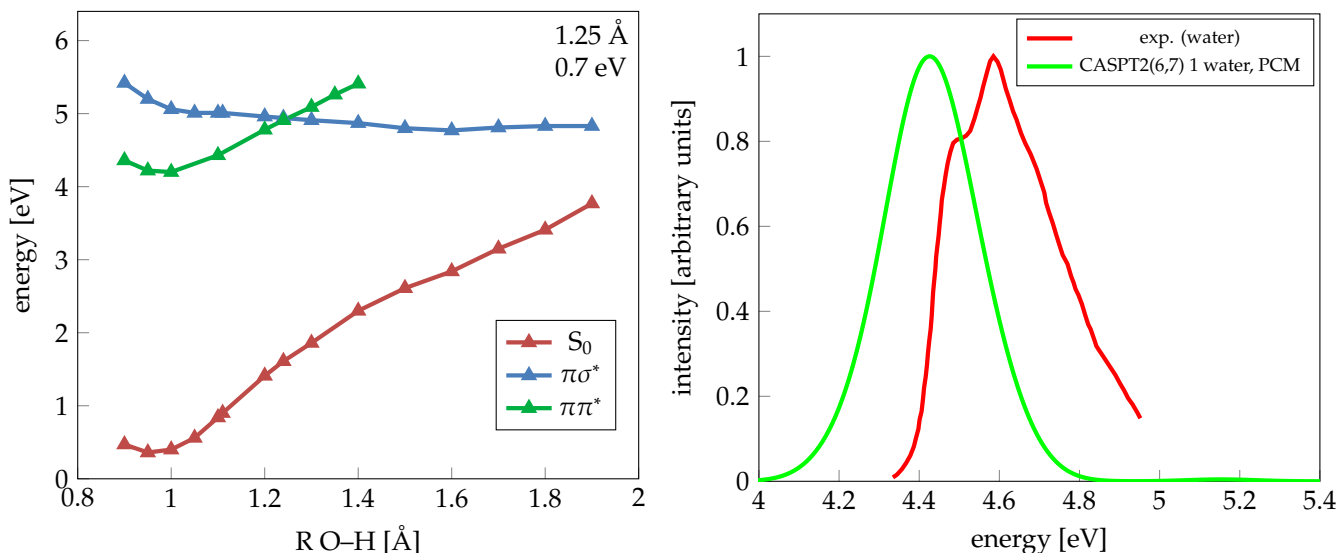 1.25 Å
0.7 eV
6
5
4
3
2
1
0
energy [eV]
S0
πσ*
ππ*
0.8
1
1.2
1.4
1.6
1.8
2
R O–H [Å]
exp. (water)
CASPT2(6,7) 1 water, PCM
1
0.8
0.6
0.4
0.2
0
intensity [arbitrary units]
4
4.2
4.4
4.6
4.8
5
5.2
5.4
energy [eV]